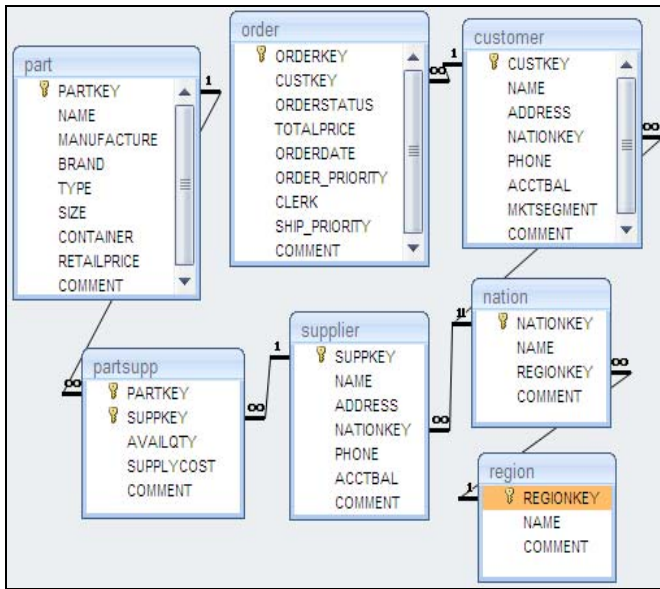 part
PARTKEY
NAME
MANUFACTURE
BRAND
TYPE
SIZE
CONTAINER
RETAILPRICE
COMMENT
order
ORDERKEY
CUSTKEY
ORDERSTATUS
TOTALPRICE
ORDERDATE
ORDER_PRIORITY
CLERK
SHIP_PRIORITY
COMMENT
customer
CUSTKEY
NAME
ADDRESS
NATIONKEY
PHONE
ACCTBAL
MKTSEGMENT
COMMENT
1
∞
1
∞
partsupp
PARTKEY
SUPPKEY
AVAILQTY
SUPPLYCOST
COMMENT
∞
∞
1
supplier
SUPPKEY
NAME
ADDRESS
NATIONKEY
PHONE
ACCTBAL
COMMENT
∞
1
1
nation
NATIONKEY
NAME
REGIONKEY
COMMENT
∞
1
region
REGIONKEY
NAME
COMMENT